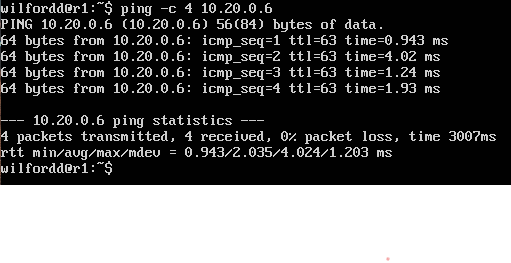 wilfordd@r1:~$ ping -c 4 10.20.0.6
PING 10.20.0.6 (10.20.0.6) 56(84) bytes of data.
64 bytes from 10.20.0.6: icmp_seq=1 ttl=63 time=0.943 ms
64 bytes from 10.20.0.6: icmp_seq=2 ttl=63 time=4.02 ms
64 bytes from 10.20.0.6: icmp_seq=3 ttl=63 time=1.24 ms
64 bytes from 10.20.0.6: icmp_seq=4 ttl=63 time=1.93 ms
--- 10.20.0.6 ping statistics ---
4 packets transmitted, 4 received, 0% packet loss, time 3007ms
rtt min/avg/max/mdev = 0.943/2.035/4.024/1.203 ms
wilfordd@r1:~$